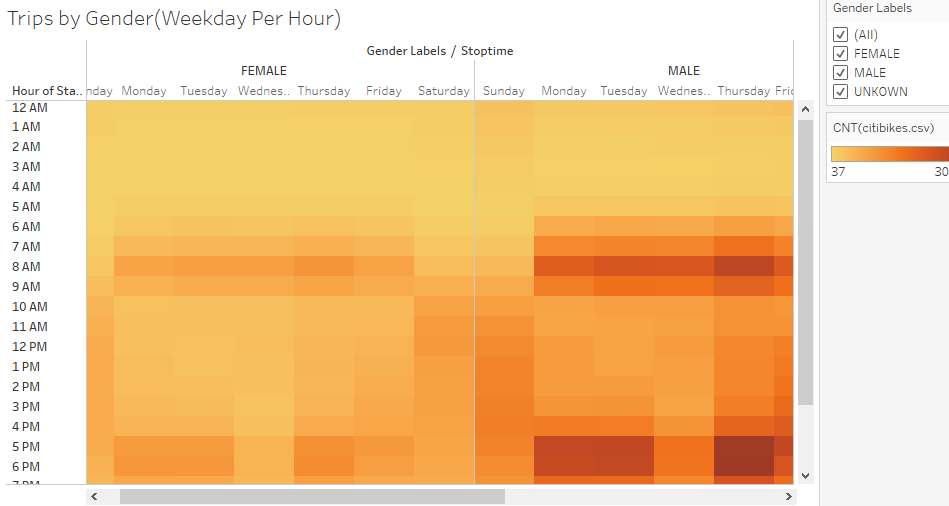 Trips by Gender(Weekday Per Hour)
Gender Labels / Stoptime
FEMALE MALE
Hour of Sta.. nday Monday Tuesday Wednes.. Thursday Friday Saturday Sunday Monday Tuesday Wednes.. Thursday Fric
12 AM
1 AM
2 AM
3 AM
4 AM
5 AM
6 AM
7 AM
8 AM
9 AM
10 AM
11 AM
12 PM
1 PM
2 PM
3 PM
4 PM
5 PM
6 PM
7 PM
Gender Labels
(All)
FEMALE
MALE
UNKOWN
CNT(citibikes.csv)
37 30